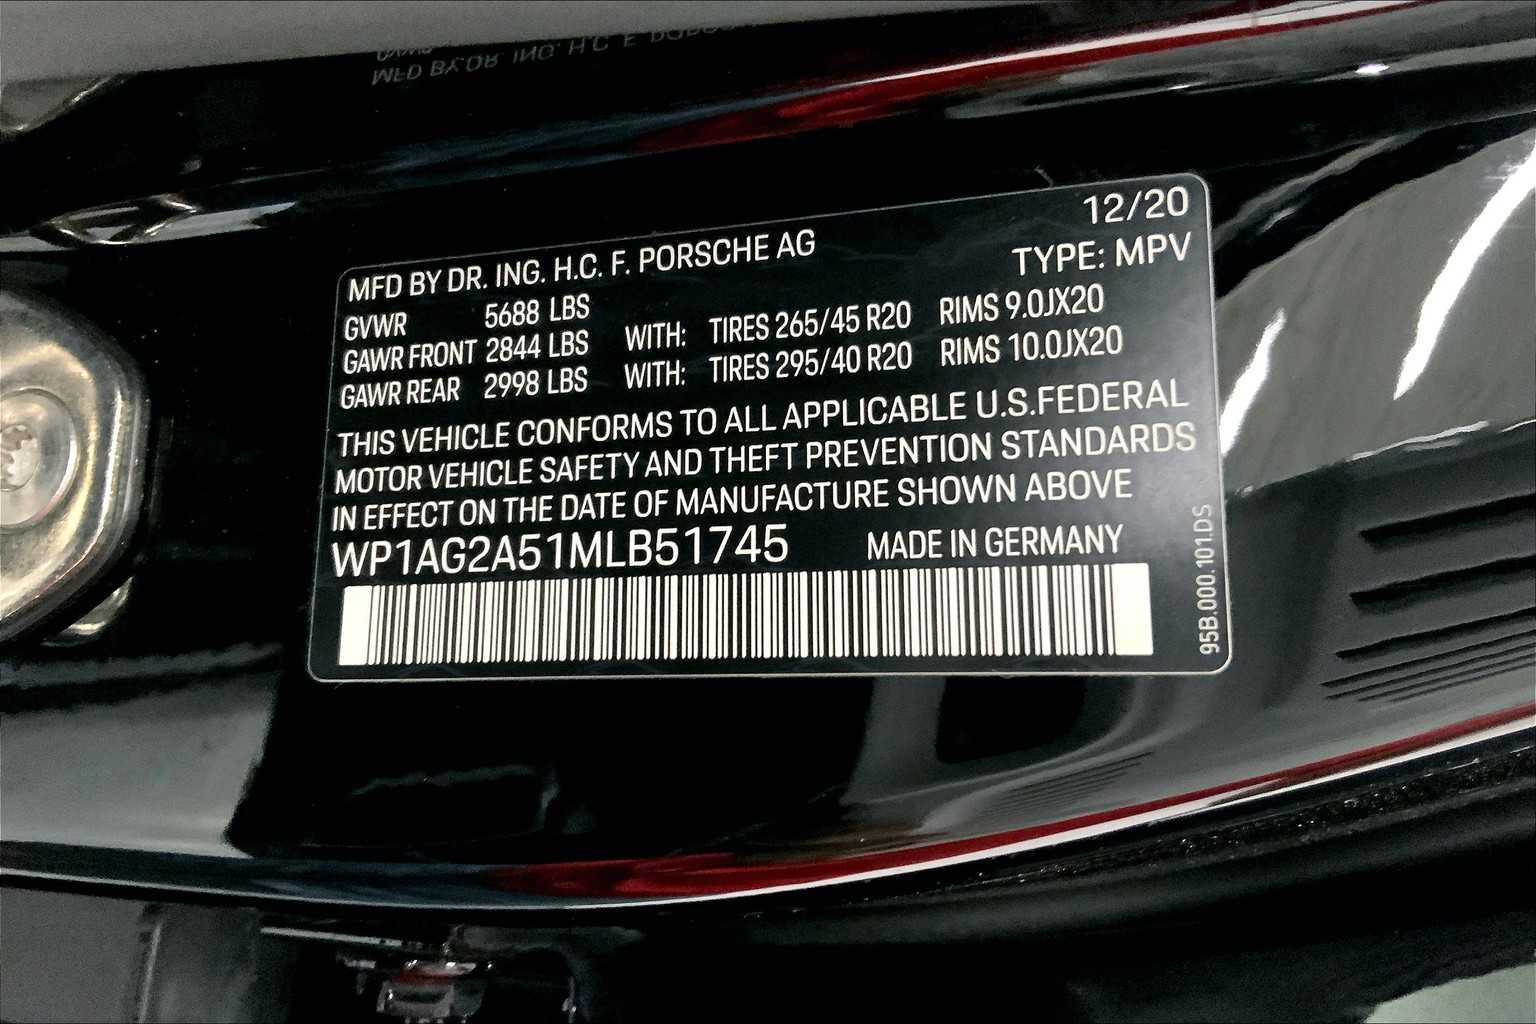 MFD BY DR. ING. H.C. F. PORSCHE AG
12/20
TYPE: MPV
GVWR 5688 LBS
GAWR FRONT 2844 LBS WITH: TIRES 265/45 R20 RIMS 9.0JX20
GAWR REAR 2998 LBS WITH: TIRES 295/40 R20 RIMS 10.0JX20
THIS VEHICLE CONFORMS TO ALL APPLICABLE U.S.FEDERAL
MOTOR VEHICLE SAFETY AND THEFT PREVENTION STANDARDS
IN EFFECT ON THE DATE OF MANUFACTURE SHOWN ABOVE
WP1AG2A51MLB51745 MADE IN GERMANY
95B.000.101.DS